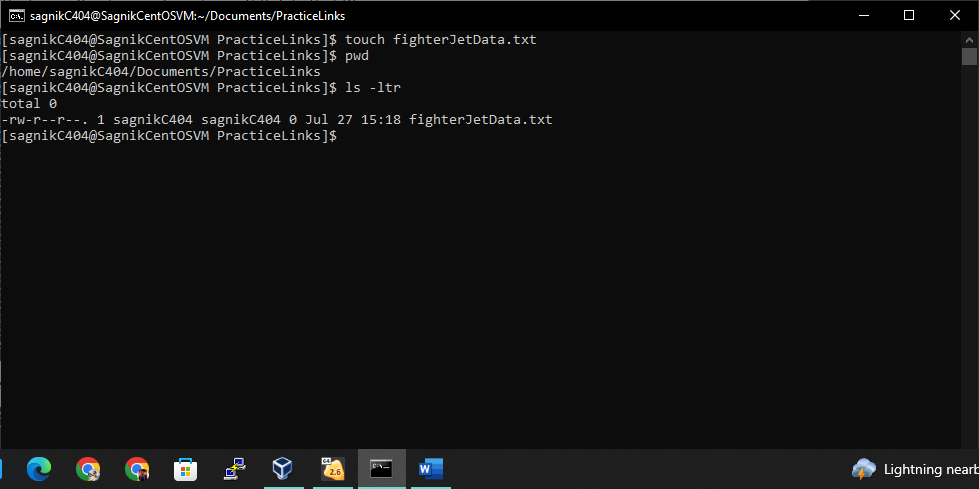 sagnikC404@SagnikCentOSVM:~/Documents/PracticeLinks
[sagnikC404@SagnikCentOSVM PracticeLinks]$ touch fighterJetData.txt
[sagnikC404@SagnikCentOSVM PracticeLinks]$ pwd
/home/sagnikC404/Documents/PracticeLinks
[sagnikC404@SagnikCentOSVM PracticeLinks]$ ls -ltr
total 0
-rw-r--r--. 1 sagnikC404 sagnikC404 0 Jul 27 15:18 fighterJetData.txt
[sagnikC404@SagnikCentOSVM PracticeLinks]$
64
2.6
Lightning nearb